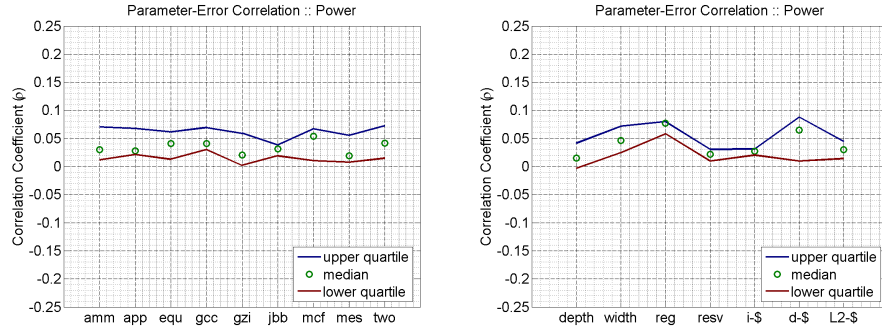 Parameter-Error Correlation :: Power
0.25
0.2
0.15
0.1
0.05
0
-0.05
-0.1
-0.15
-0.2
-0.25
Correlation Coefficient (ρ)
amm app equ gcc gzi jbb mcf mes two
upper quartile
median
lower quartile
Parameter-Error Correlation :: Power
0.25
0.2
0.15
0.1
0.05
0
-0.05
-0.1
-0.15
-0.2
-0.25
Correlation Coefficient (ρ)
depth width reg resv i-$ d-$ L2-$
upper quartile
median
lower quartile